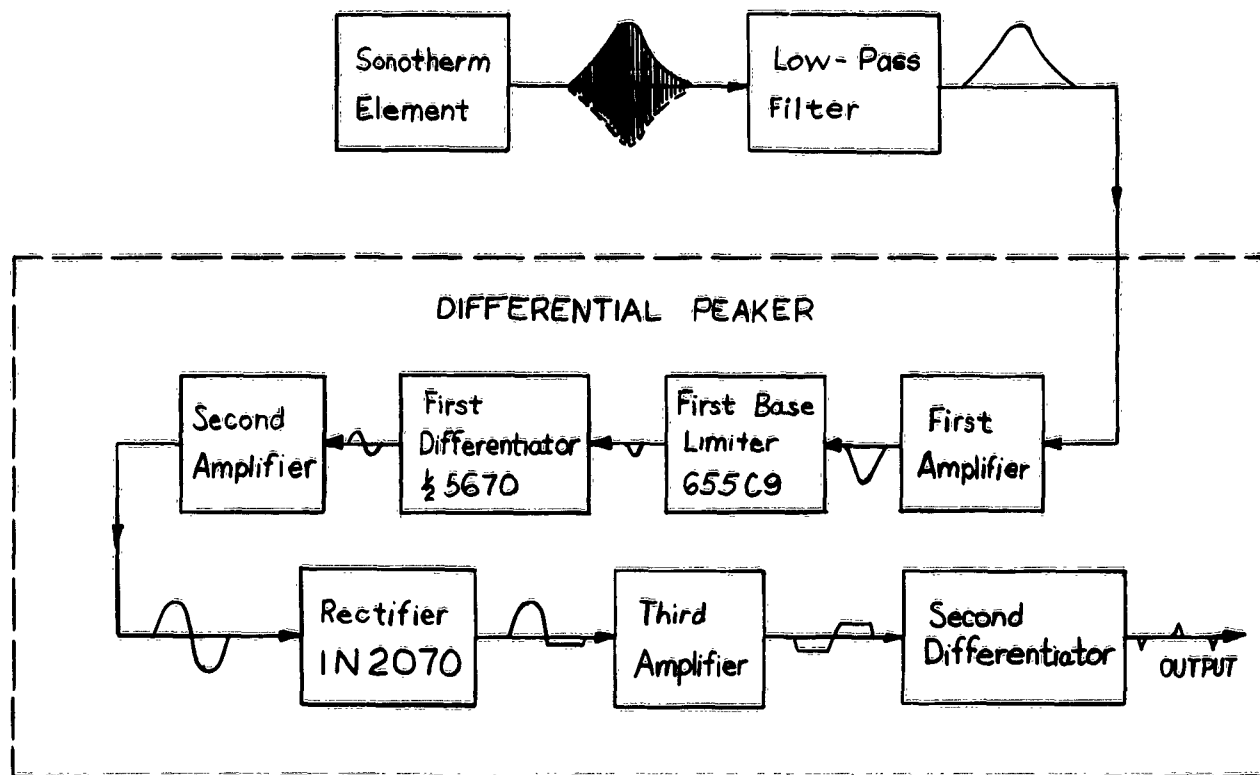 Sonotherm
Element
Low-Pass
Filter
DIFFERENTIAL PEAKER
First
Amplifier
First Base
Limiter
655C9
First
Differentiator
½ 5670
Second
Amplifier
Rectifier
1N2070
Third
Amplifier
Second
Differentiator
OUTPUT